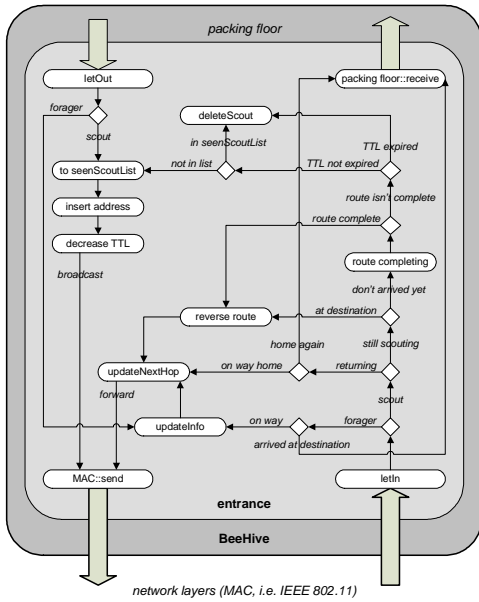 packing floor
letOut
packing floor::receive
forager
deleteScout
scout
in seenScoutList
TTL expired
to seenScoutList
not in list
TTL not expired
insert address
route isn't complete
decrease TTL
route complete
broadcast
route completing
don't arrived yet
reverse route
at destination
home again
still scouting
updateNextHop
on way home
returning
forward
scout
updateInfo
on way
forager
arrived at destination
MAC::send
letIn
entrance
BeeHive
network layers (MAC, i.e. IEEE 802.11)